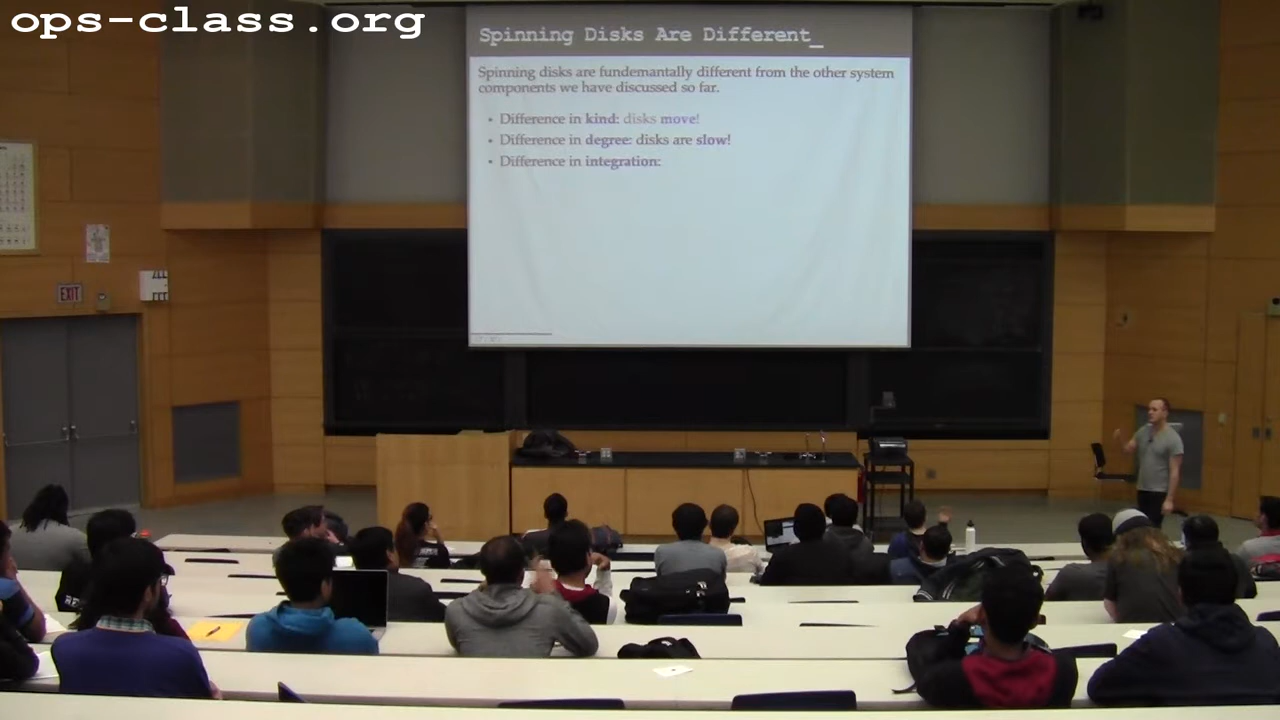 ops-class.org
Spinning Disks Are Different_
Spinning disks are fundemantally different from the other system
components we have discussed so far.
• Difference in kind: disks move!
• Difference in degree: disks are slow!
• Difference in integration:
EXIT